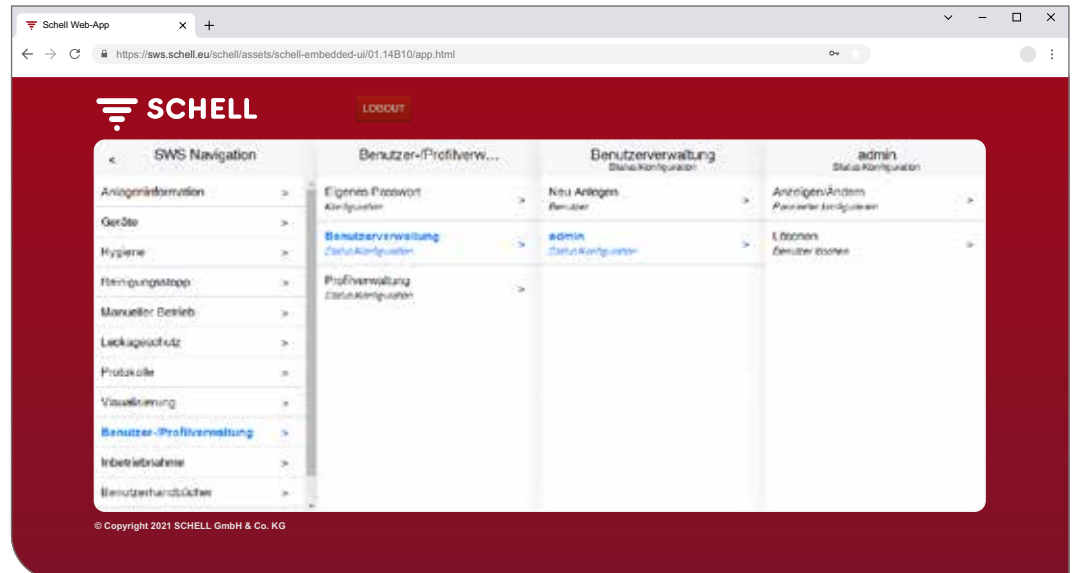 Schell Web-App
https://sws.schell.eu/schell/assets/schell-embedded-ui/01.14B10/app.html
SCHELL
LOGOUT
< SWS Navigation
Anlageninformation >
Geräte >
Hygiene >
Reinigungsstopp >
Manueller Betrieb >
Leckageschutz >
Protokolle >
Visualisierung >
Benutzer-/Profilverwaltung >
Inbetriebnahme >
Benutzerhandbücher >
Benutzer-/Profilverw...
Eigenes Passwort >
Konfiguration
Benutzerverwaltung >
Status/Konfiguration
Profilverwaltung >
Status/Konfiguration
Benutzerverwaltung
Status/Konfiguration
Neu Anlegen >
Benutzer
admin >
Status/Konfiguration
admin
Status/Konfiguration
Anzeigen/Ändern >
Parameter konfigurieren
Löschen >
Benutzer löschen
© Copyright 2021 SCHELL GmbH & Co. KG